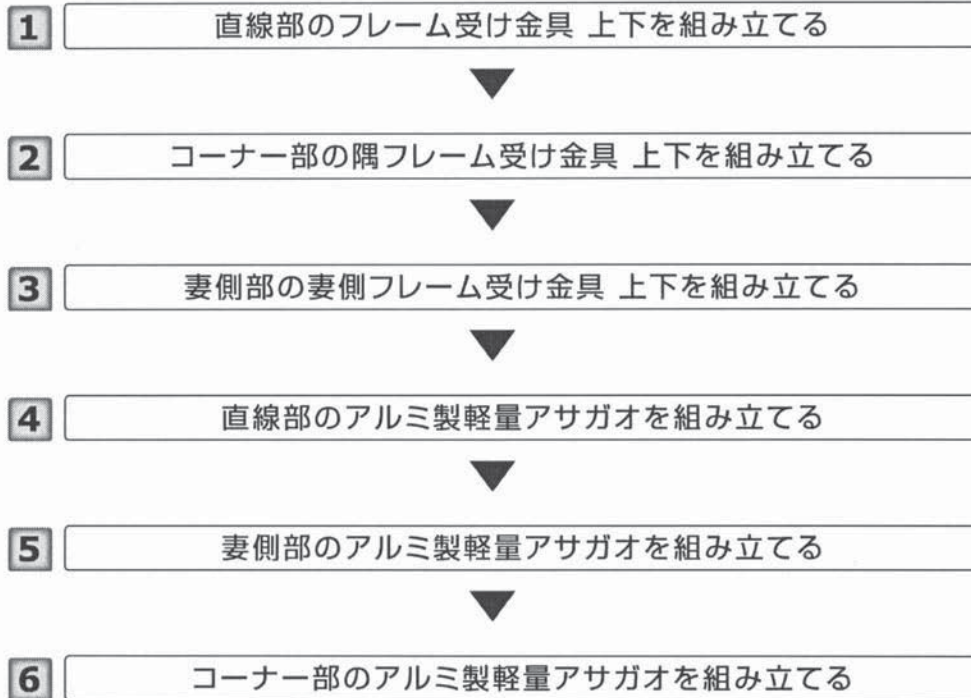 1 直線部のフレーム受け金具 上下を組み立てる
2 コーナー部の隅フレーム受け金具 上下を組み立てる
3 妻側部の妻側フレーム受け金具 上下を組み立てる
4 直線部のアルミ製軽量アサガオを組み立てる
5 妻側部のアルミ製軽量アサガオを組み立てる
6 コーナー部のアルミ製軽量アサガオを組み立てる